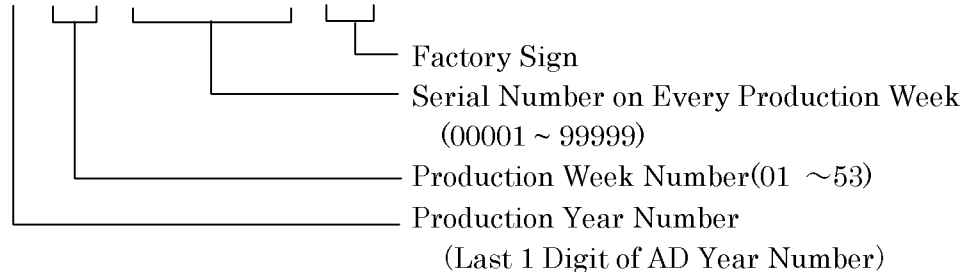 Factory Sign
Serial Number on Every Production Week
(00001 ~ 99999)
Production Week Number(01 ~53)
Production Year Number
(Last 1 Digit of AD Year Number)